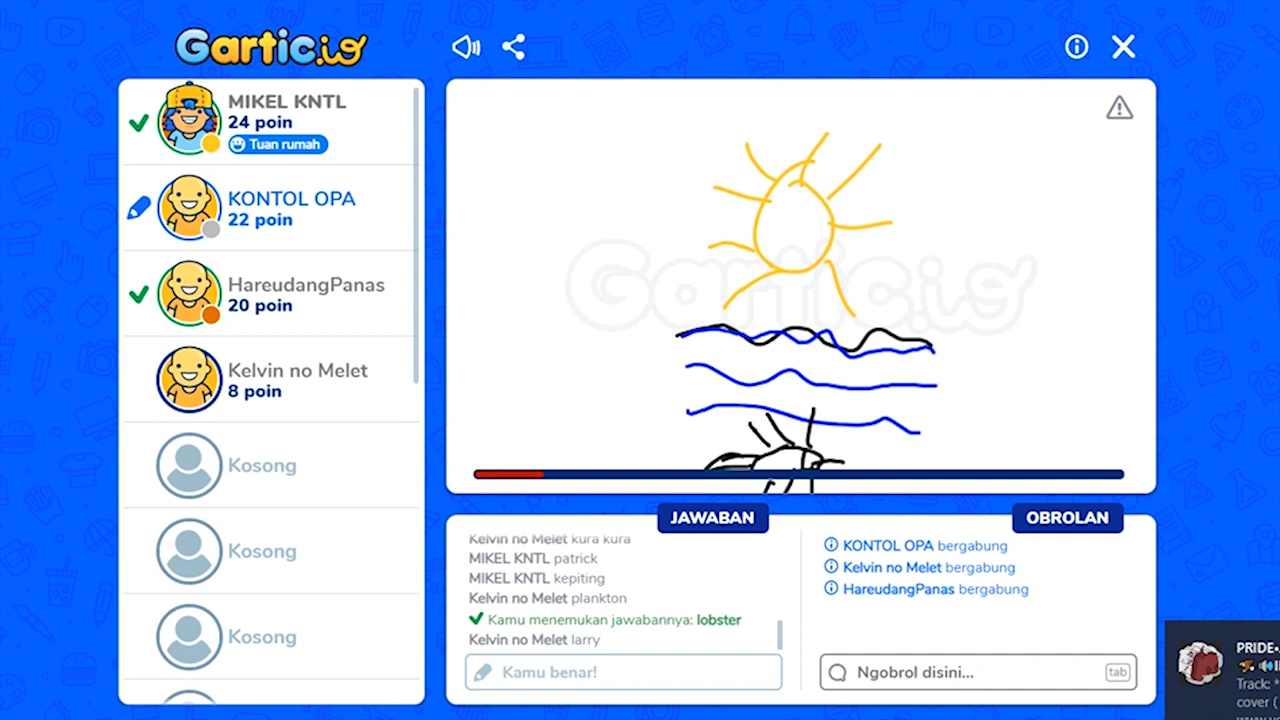 Gartic.io
MIKEL KNTL
24 poin
Tuan rumah
KONTOL OPA
22 poin
HareudangPanas
20 poin
Kelvin no Melet
8 poin
Kosong
Kosong
Kosong
Gartic.io
JAWABAN
Kelvin no Melet kura kura
MIKEL KNTL patrick
MIKEL KNTL kepiting
Kelvin no Melet plankton
Kamu menemukan jawabannya: lobster
Kelvin no Melet larry
Kamu benar!
OBROLAN
KONTOL OPA bergabung
Kelvin no Melet bergabung
HareudangPanas bergabung
Ngobrol disini...
tab
PRIDE
Track: *
cover (